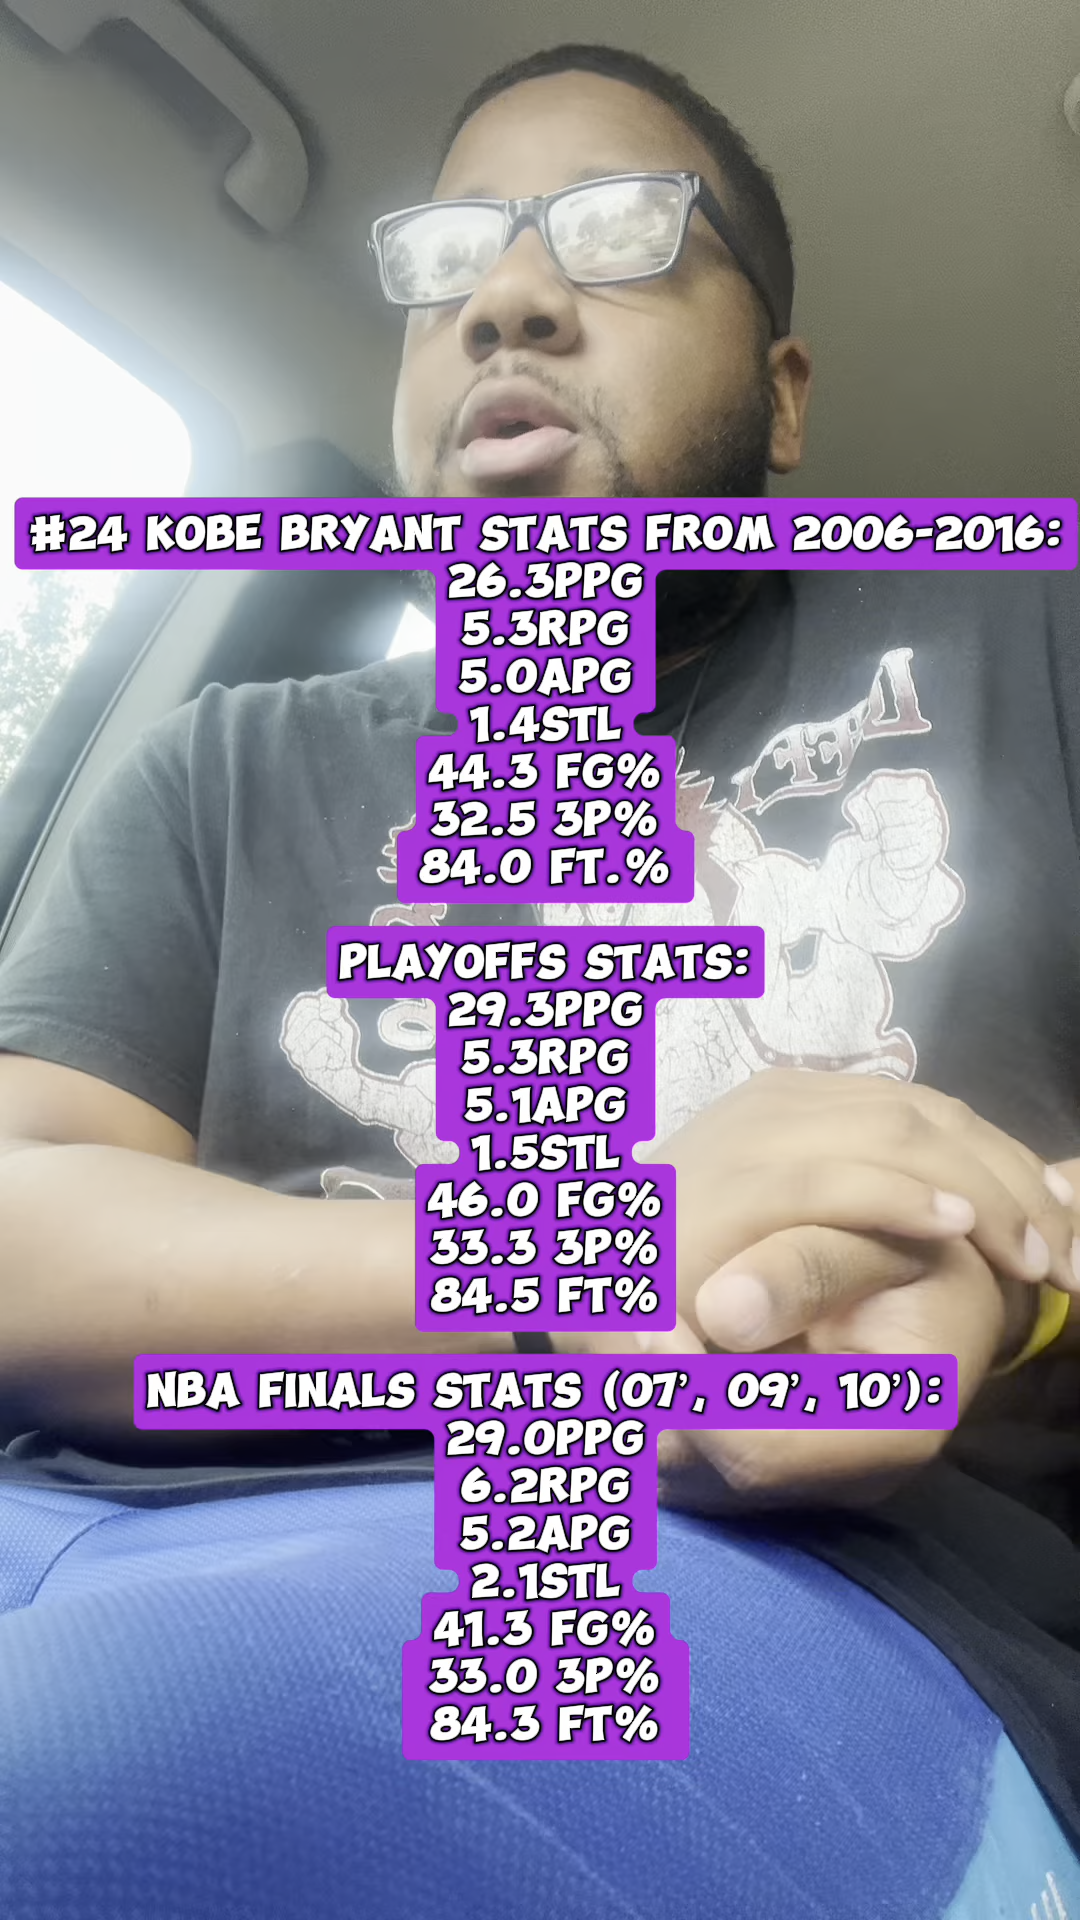 #24 KOBE BRYANT STATS FROM 2006-2016:
26.3PPG
5.3RPG
5.0APG
1.4STL
44.3 FG%
32.5 3P%
84.0 FT.%
PLAYOFFS STATS:
29.3PPG
5.3RPG
5.1APG
1.5STL
46.0 FG%
33.3 3P%
84.5 FT%
NBA FINALS STATS (07', 09', 10'):
29.0PPG
6.2RPG
5.2APG
2.1STL
41.3 FG%
33.0 3P%
84.3 FT%